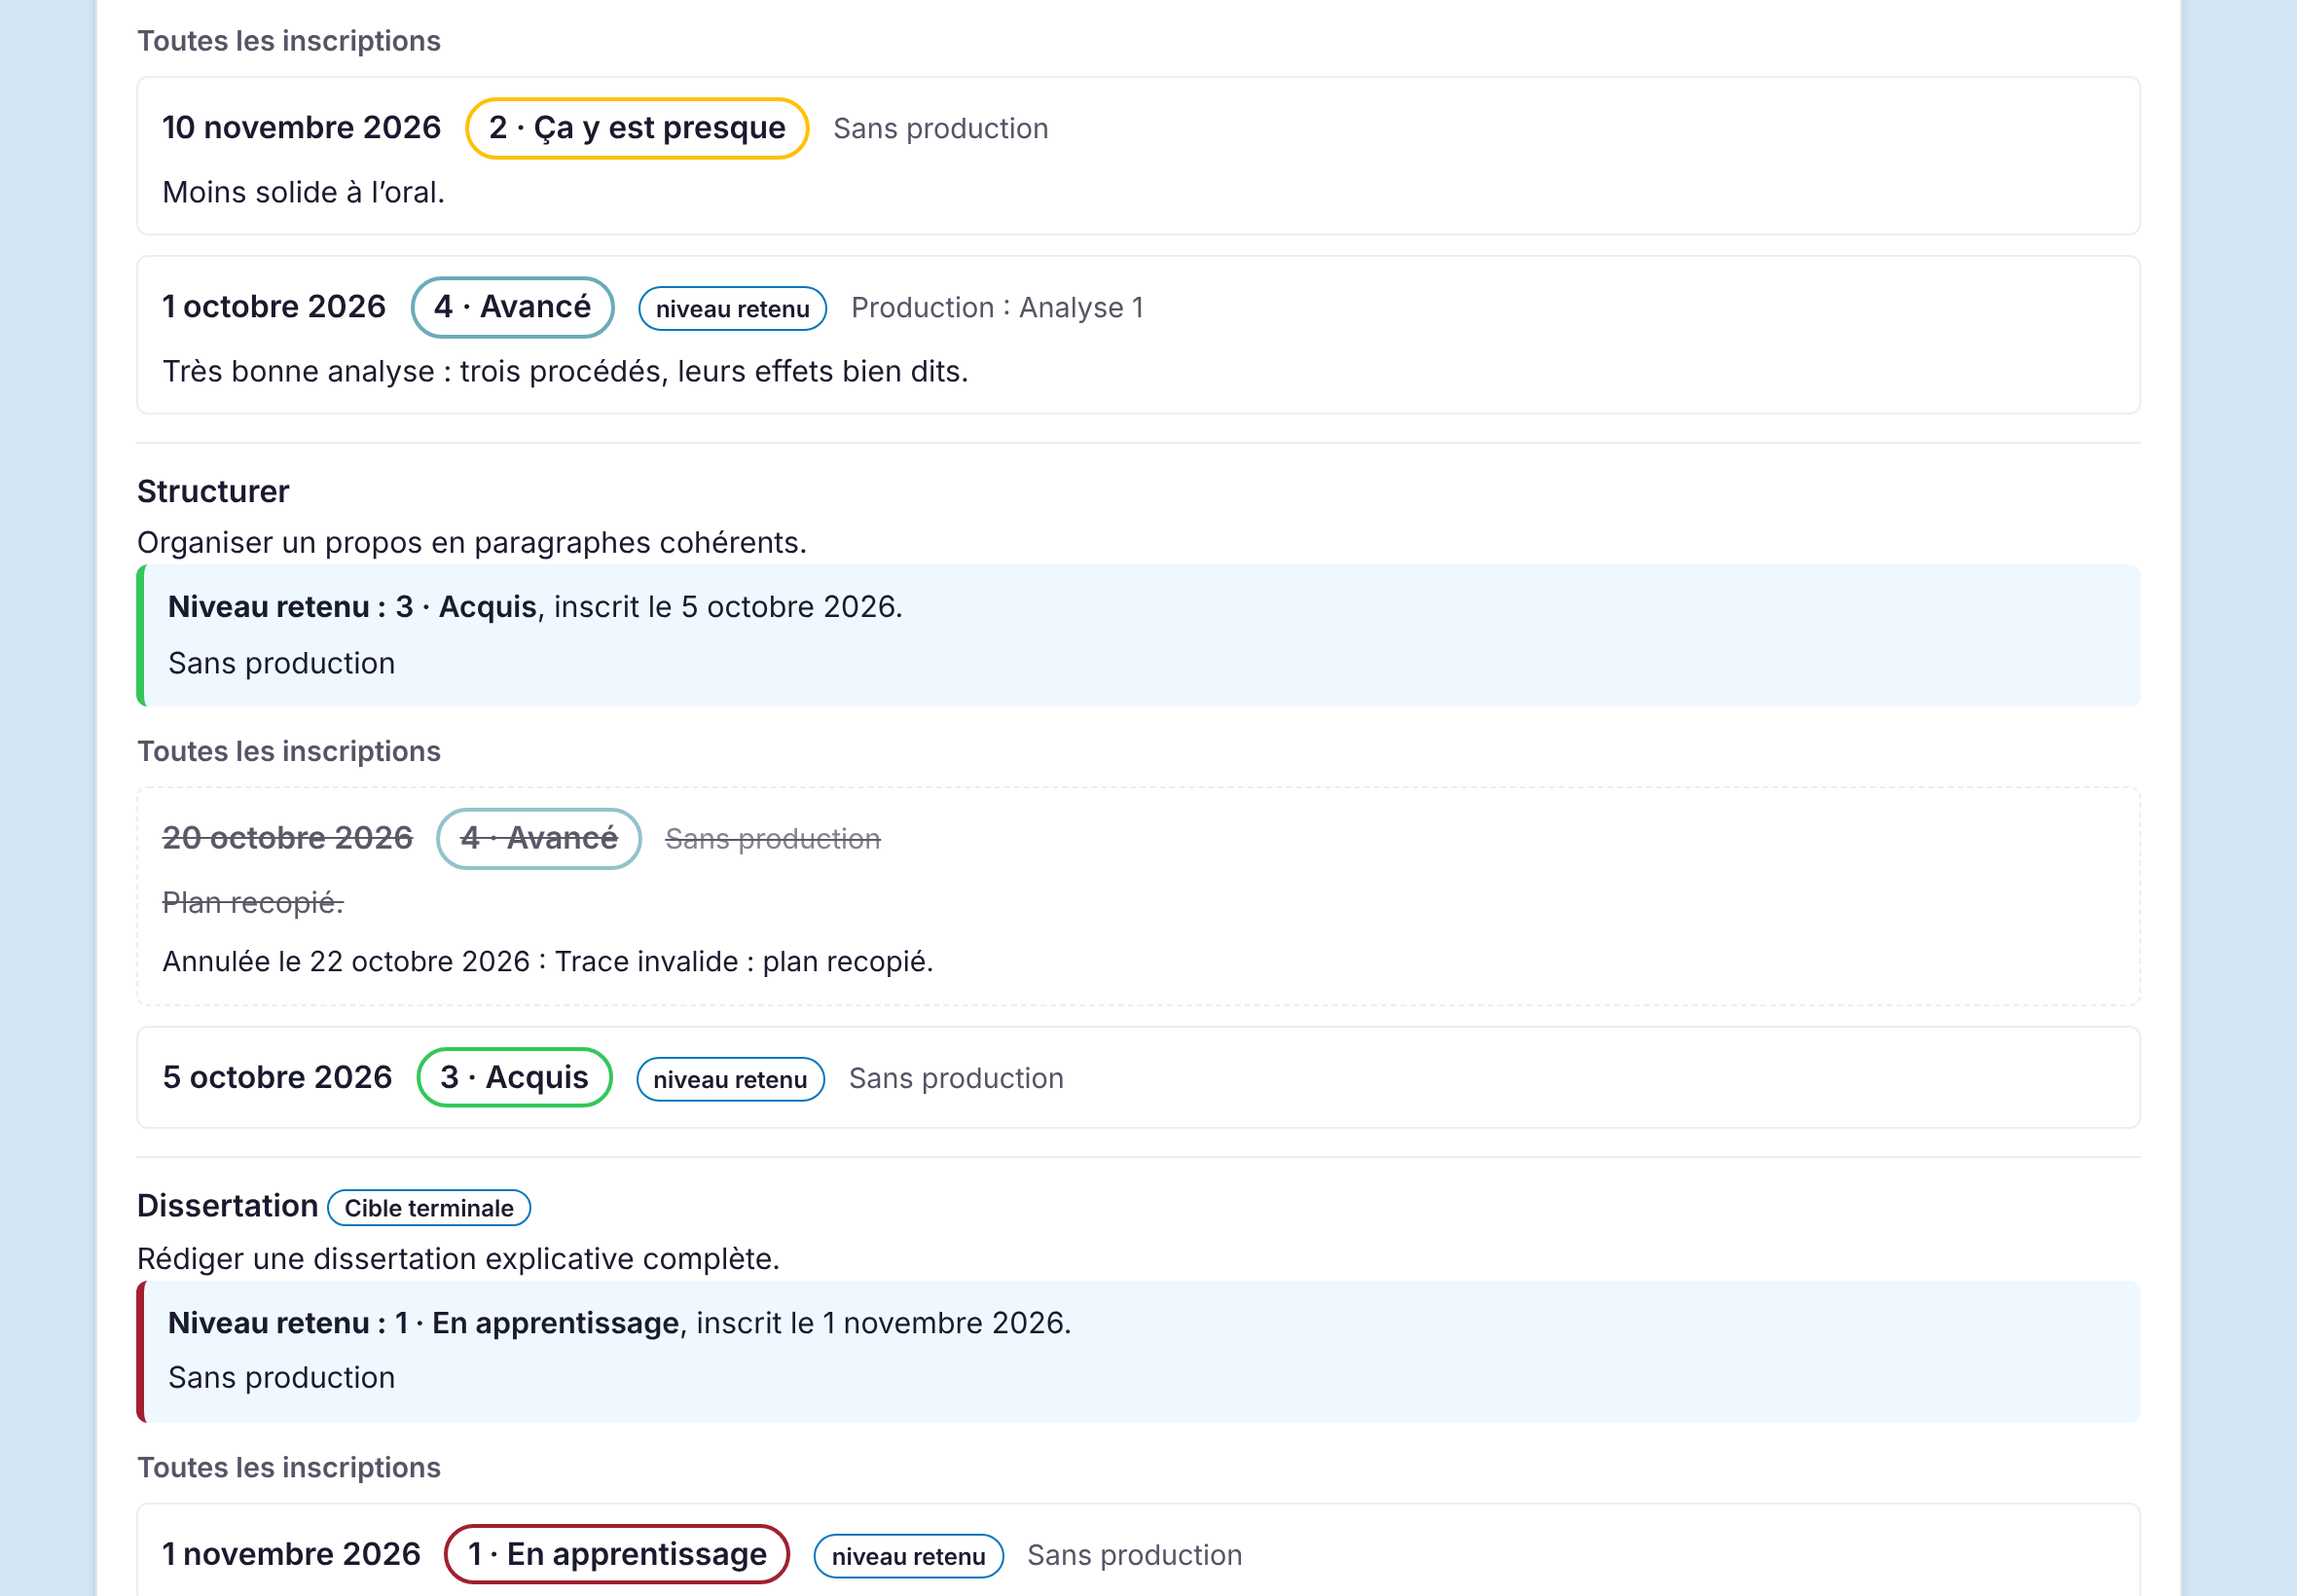 Toutes les inscriptions
10 novembre 2026 2 · Ça y est presque Sans production
Moins solide à l’oral.
1 octobre 2026 4 · Avancé niveau retenu Production : Analyse 1
Très bonne analyse : trois procédés, leurs effets bien dits.
Structurer
Organiser un propos en paragraphes cohérents.
Niveau retenu : 3 · Acquis, inscrit le 5 octobre 2026.
Sans production
Toutes les inscriptions
20 octobre 2026 4 · Avancé Sans production
Plan recopié.
Annulée le 22 octobre 2026 : Trace invalide : plan recopié.
5 octobre 2026 3 · Acquis niveau retenu Sans production
Dissertation Cible terminale
Rédiger une dissertation explicative complète.
Niveau retenu : 1 · En apprentissage, inscrit le 1 novembre 2026.
Sans production
Toutes les inscriptions
1 novembre 2026 1 · En apprentissage niveau retenu Sans production